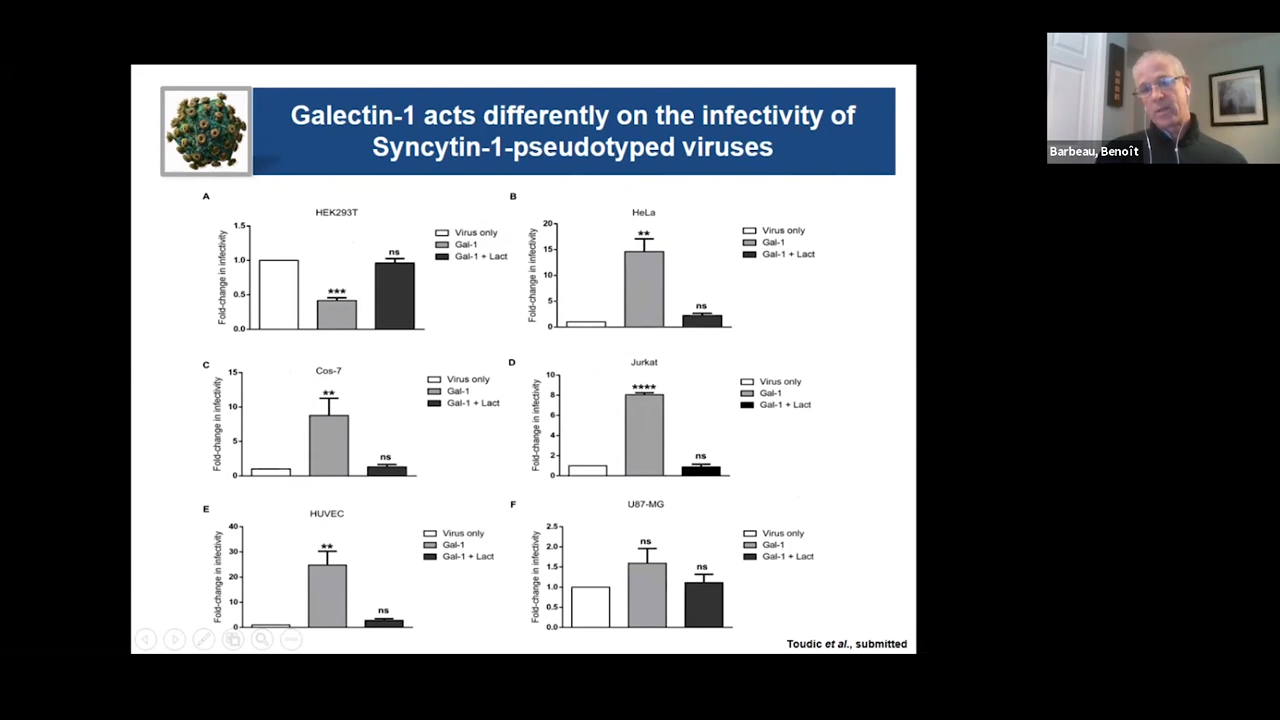 Galectin-1 acts differently on the infectivity of
Syncytin-1-pseudotyped viruses
Barbeau, Benoît
A
HEK293T
Fold-change in infectivity
1.5
1.0
0.5
0.0
***
ns
Virus only
Gal-1
Gal-1 + Lact
B
HeLa
Fold-change in infectivity
20
15
10
5
0
**
ns
Virus only
Gal-1
Gal-1 + Lact
C
Cos-7
Fold-change in infectivity
15
10
5
0
**
ns
Virus only
Gal-1
Gal-1 + Lact
D
Jurkat
Fold-change in infectivity
10
8
6
4
2
0
****
ns
Virus only
Gal-1
Gal-1 + Lact
E
HUVEC
Fold-change in infectivity
40
30
20
10
0
**
ns
Virus only
Gal-1
Gal-1 + Lact
F
U87-MG
Fold-change in infectivity
2.5
2.0
1.5
1.0
0.5
0.0
ns
ns
Virus only
Gal-1
Gal-1 + Lact
Toudic et al., submitted